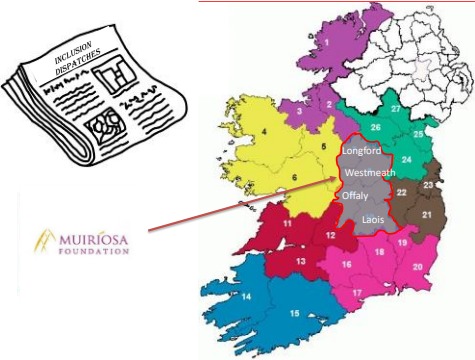 INCLUSION
DISPATCHES
MUIRÍOSA
FOUNDATION
1
2
3
4
5
6
27
26
25
24
Longford
Westmeath
Offaly
Laois
22
23
21
11
12
13
16
18
19
20
17
14
15